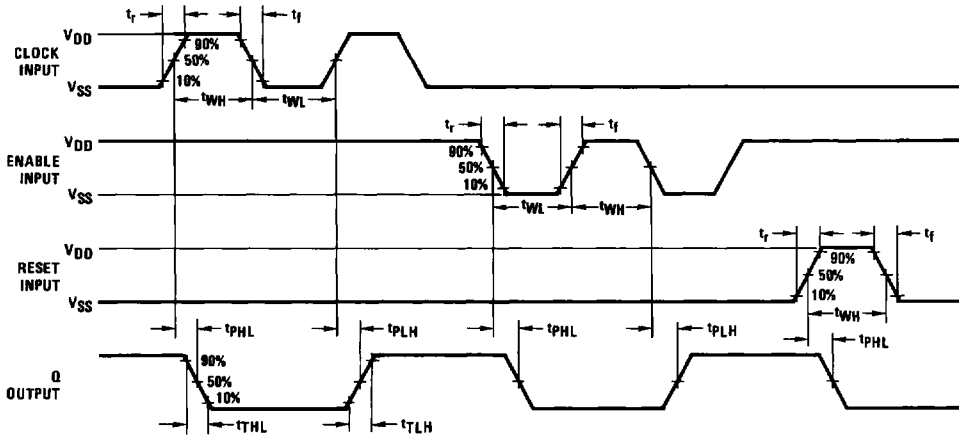 tr tf
VDD
CLOCK
INPUT
90%
50%
10%
VSS
tWH tWL
tr tf
VDD
ENABLE
INPUT
90%
50%
10%
VSS
tWL tWH
tr tf
VDD
RESET
INPUT
90%
50%
10%
VSS
tWH
tPHL tPLH tPHL tPLH tPHL
Q
OUTPUT
90%
50%
10%
tTHL tTLH